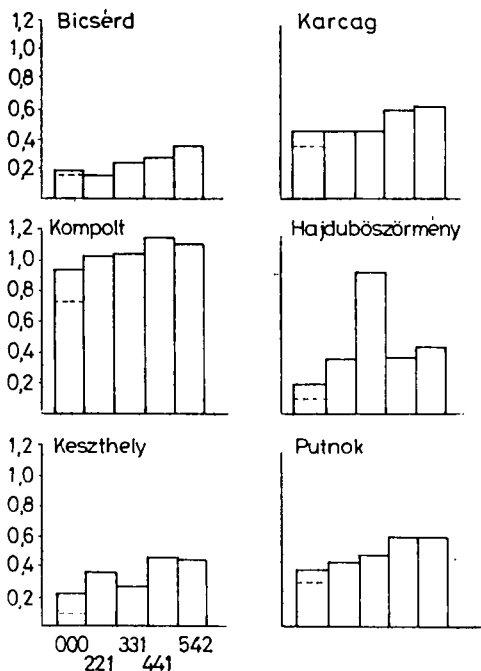 Bicsérd
1,2
1,0
0,8
0,6
0,4
0,2
Karcag
Kompolt
1,2
1,0
0,8
0,6
0,4
0,2
Hajduböszörmény
Keszthely
1,2
1,0
0,8
0,6
0,4
0,2
Putnok
000 331 542
221 441